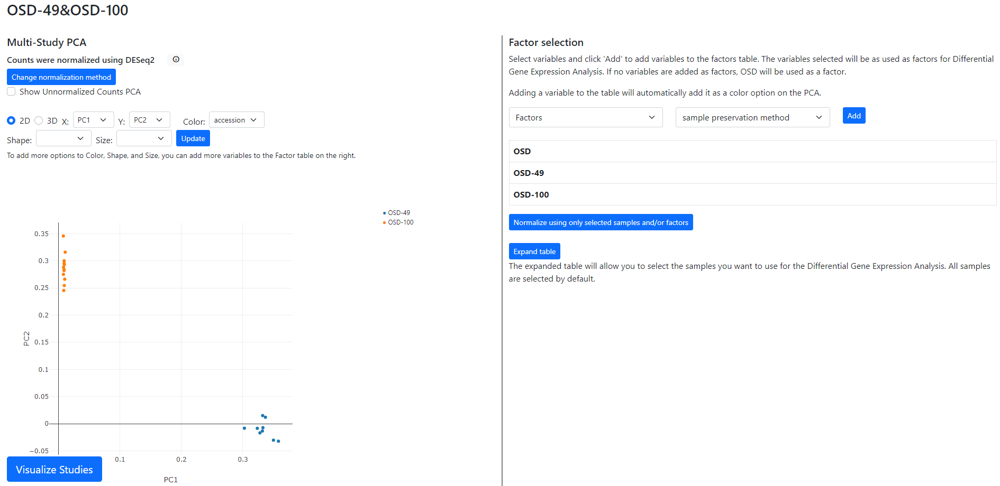 OSD-49&OSD-100
Multi-Study PCA
Counts were normalized using DESeq2
Change normalization method
Show Unnormalized Counts PCA
2D 3D X: PC1 Y: PC2 Color: accession
Shape: Size: Update
To add more options to Color, Shape, and Size, you can add more variables to the Factor table on the right.
OSD-49
OSD-100
0.35
0.3
0.25
0.2
0.15
0.1
0.05
0
−0.05
PC2
0.1 0.2 0.3
PC1
Visualize Studies
Factor selection
Select variables and click 'Add' to add variables to the factors table. The variables selected will be as used as factors for Differential
Gene Expression Analysis. If no variables are added as factors, OSD will be used as a factor.
Adding a variable to the table will automatically add it as a color option on the PCA.
Factors sample preservation method Add
OSD
OSD-49
OSD-100
Normalize using only selected samples and/or factors
Expand table
The expanded table will allow you to select the samples you want to use for the Differential Gene Expression Analysis. All samples
are selected by default.